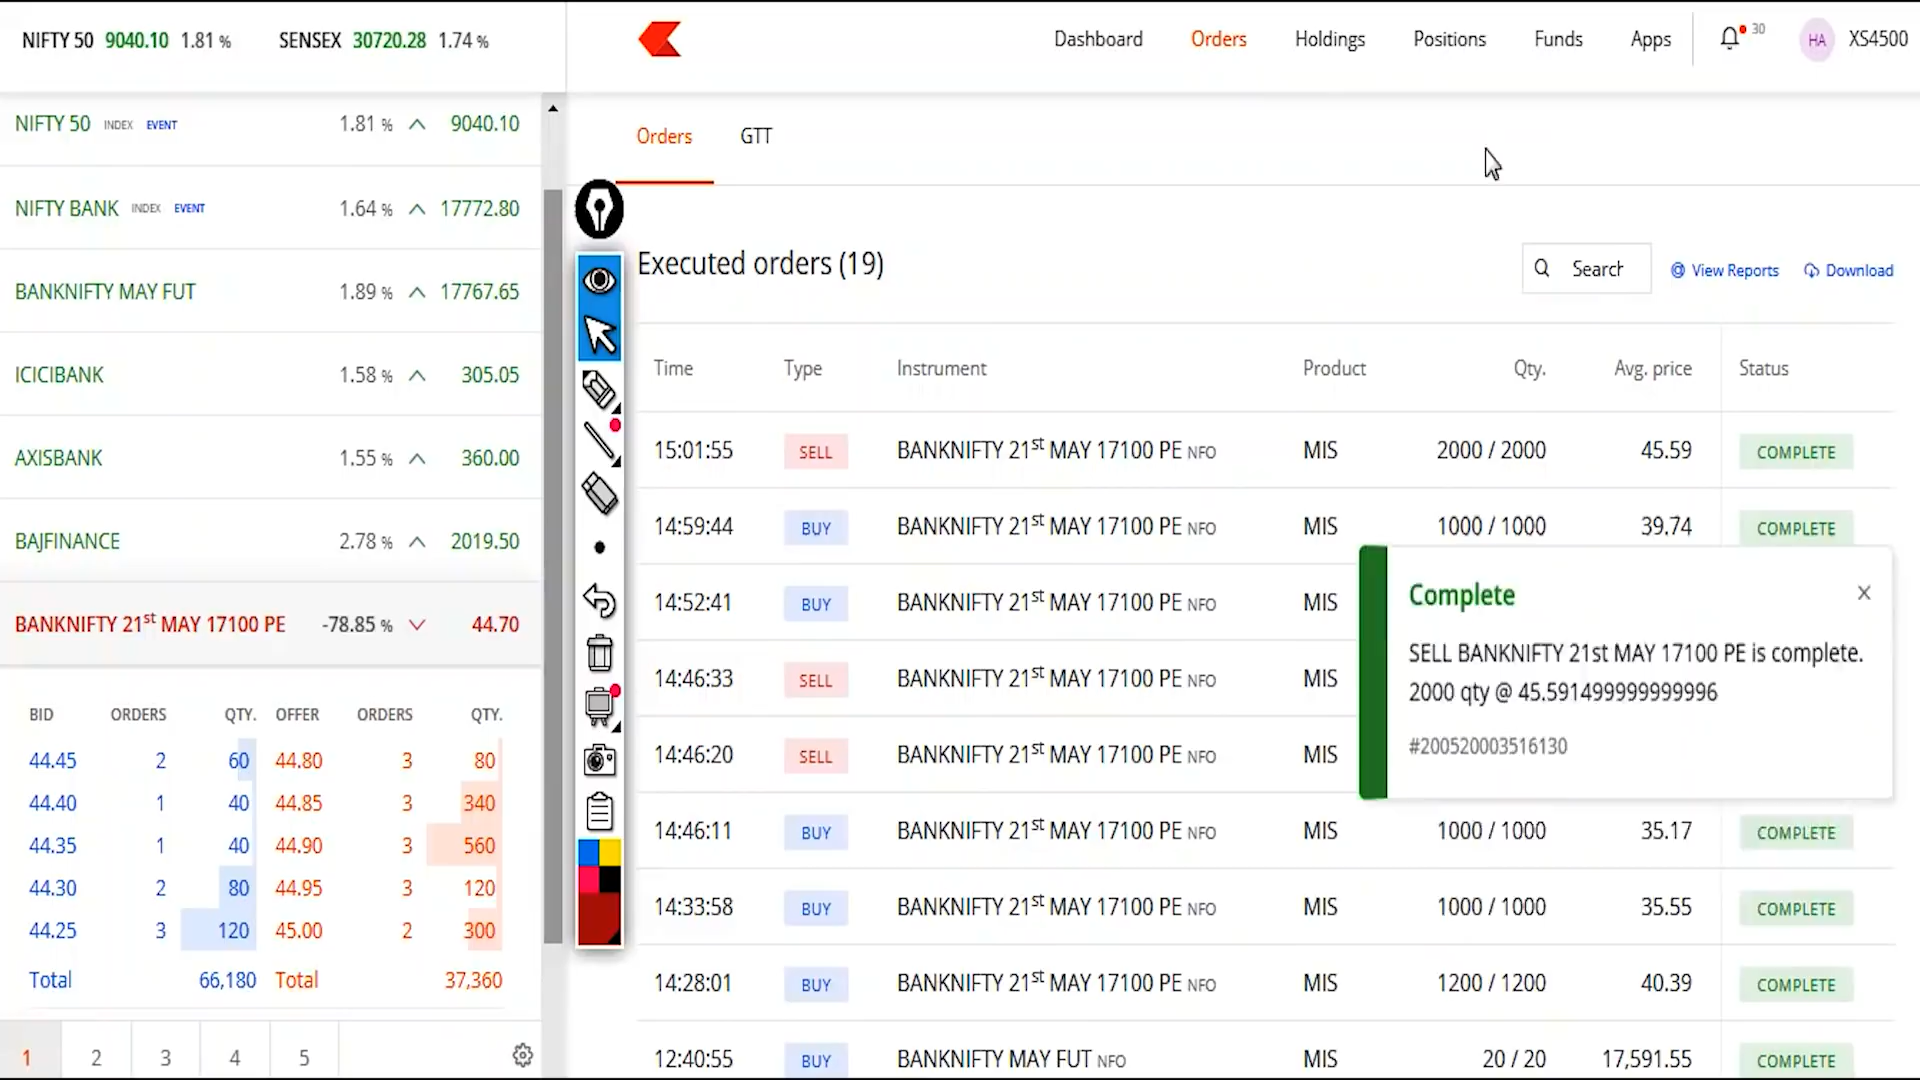 NIFTY 50 9040.10 1.81 % SENSEX 30720.28 1.74 %
Dashboard Orders Holdings Positions Funds Apps 30 HA XS4500
NIFTY 50 INDEX EVENT 1.81 % 9040.10
NIFTY BANK INDEX EVENT 1.64 % 17772.80
BANKNIFTY MAY FUT 1.89 % 17767.65
ICICIBANK 1.58 % 305.05
AXISBANK 1.55 % 360.00
BAJFINANCE 2.78 % 2019.50
BANKNIFTY 21st MAY 17100 PE -78.85 % 44.70
BID ORDERS QTY. OFFER ORDERS QTY.
44.45 2 60 44.80 3 80
44.40 1 40 44.85 3 340
44.35 1 40 44.90 3 560
44.30 2 80 44.95 3 120
44.25 3 120 45.00 2 300
Total 66,180 Total 37,360
1 2 3 4 5
Orders GTT
Executed orders (19)
Search View Reports Download
Time Type Instrument Product Qty. Avg. price Status
15:01:55 SELL BANKNIFTY 21st MAY 17100 PE NFO MIS 2000 / 2000 45.59 COMPLETE
14:59:44 BUY BANKNIFTY 21st MAY 17100 PE NFO MIS 1000 / 1000 39.74 COMPLETE
14:52:41 BUY BANKNIFTY 21st MAY 17100 PE NFO MIS
14:46:33 SELL BANKNIFTY 21st MAY 17100 PE NFO MIS
14:46:20 SELL BANKNIFTY 21st MAY 17100 PE NFO MIS
14:46:11 BUY BANKNIFTY 21st MAY 17100 PE NFO MIS 1000 / 1000 35.17 COMPLETE
14:33:58 BUY BANKNIFTY 21st MAY 17100 PE NFO MIS 1000 / 1000 35.55 COMPLETE
14:28:01 BUY BANKNIFTY 21st MAY 17100 PE NFO MIS 1200 / 1200 40.39 COMPLETE
12:40:55 BUY BANKNIFTY MAY FUT NFO MIS 20 / 20 17,591.55 COMPLETE
Complete
SELL BANKNIFTY 21st MAY 17100 PE is complete.
2000 qty @ 45.591499999999996
#200520003516130